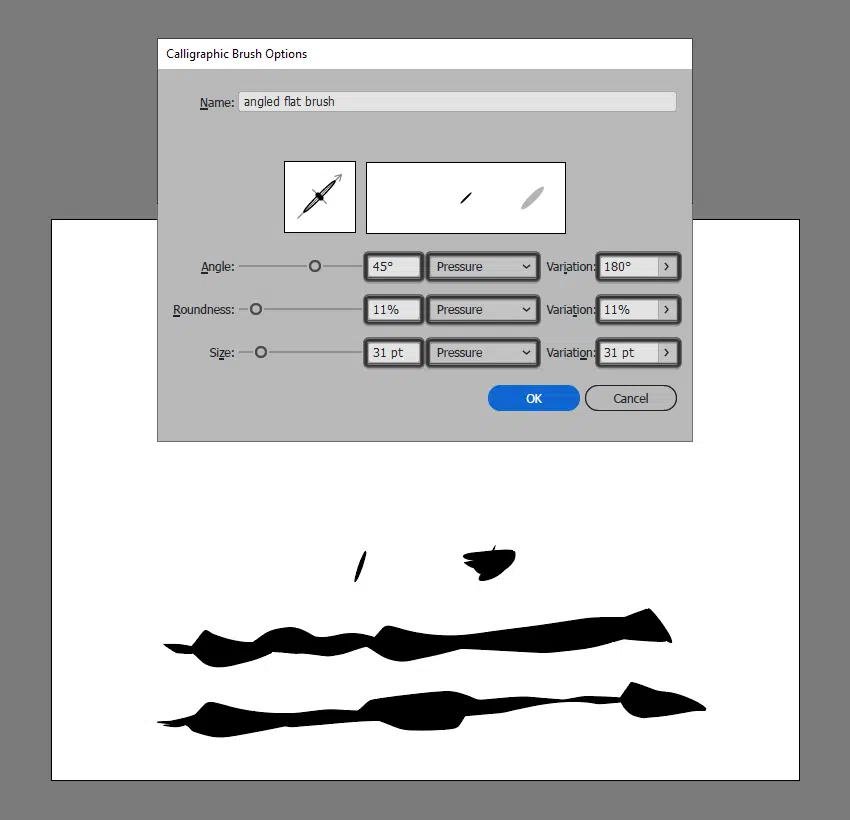 Calligraphic Brush Options
Name: angled flat brush
Angle: 45° Pressure Variation: 180°
Roundness: 11% Pressure Variation: 11%
Size: 31 pt Pressure Variation: 31 pt
OK Cancel